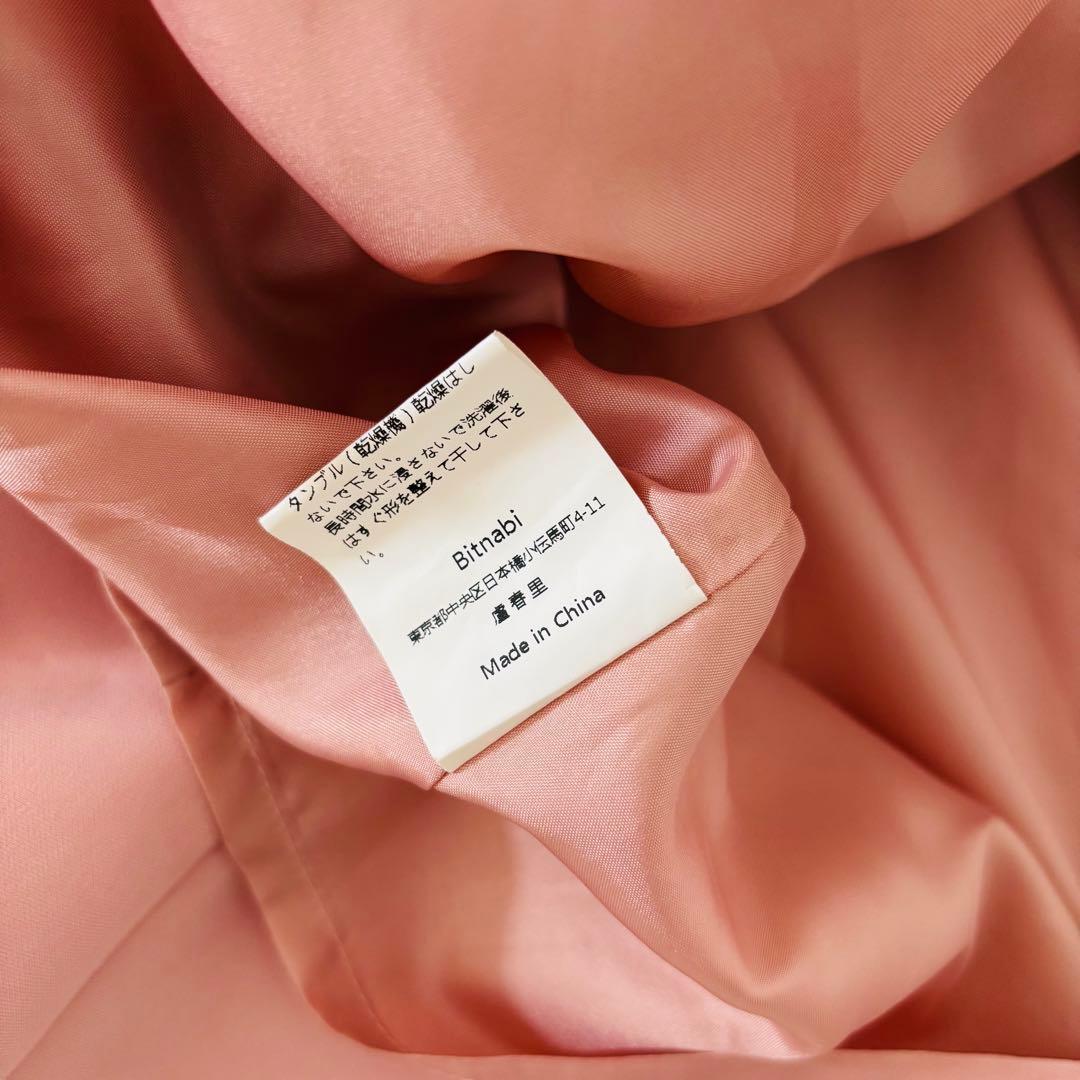 タンブル(乾燥機)乾燥はし
ないで下さい。
長時間水に浸さないで洗濯後
はすぐ形を整えて干して下さ
い。
Bitnabi
東京都中央区日本橋小伝馬町4-11
盧春里
Made in China